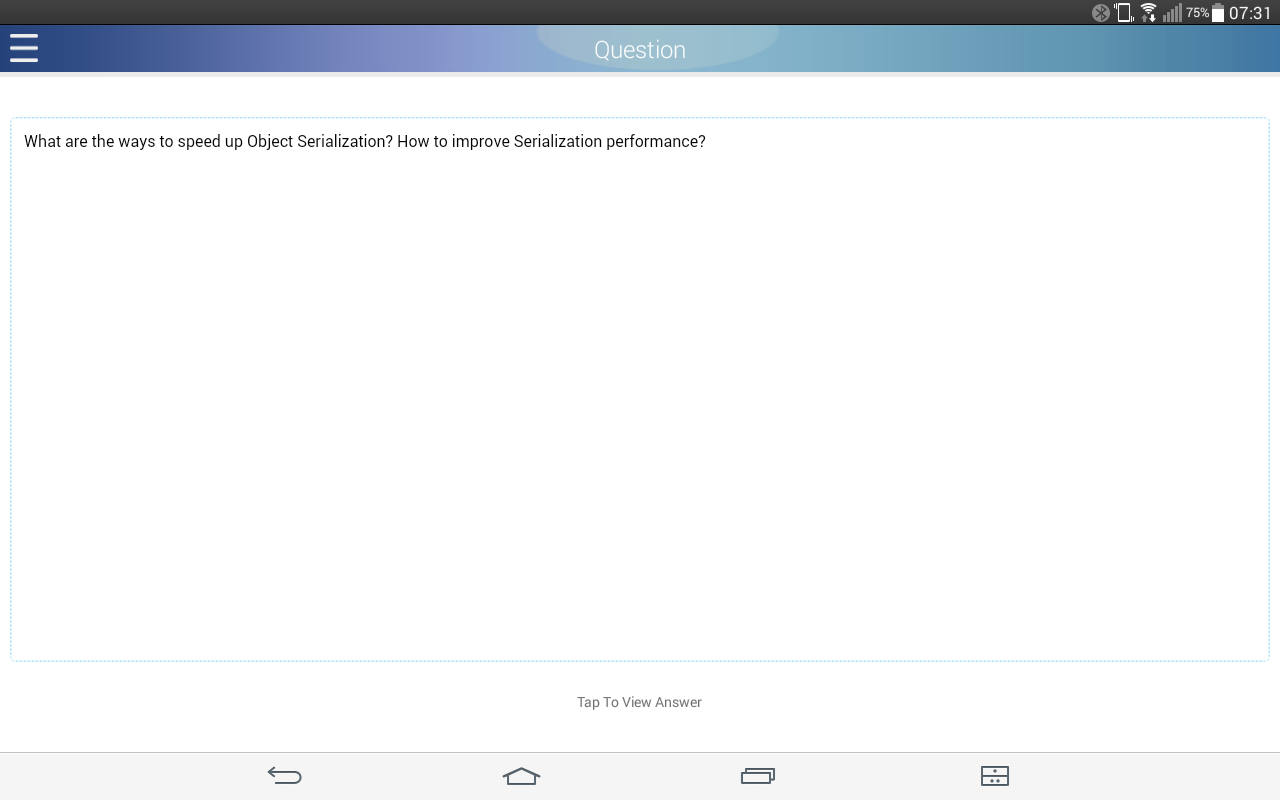 75% 07:31
Question
What are the ways to speed up Object Serialization? How to improve Serialization performance?
Tap To View Answer